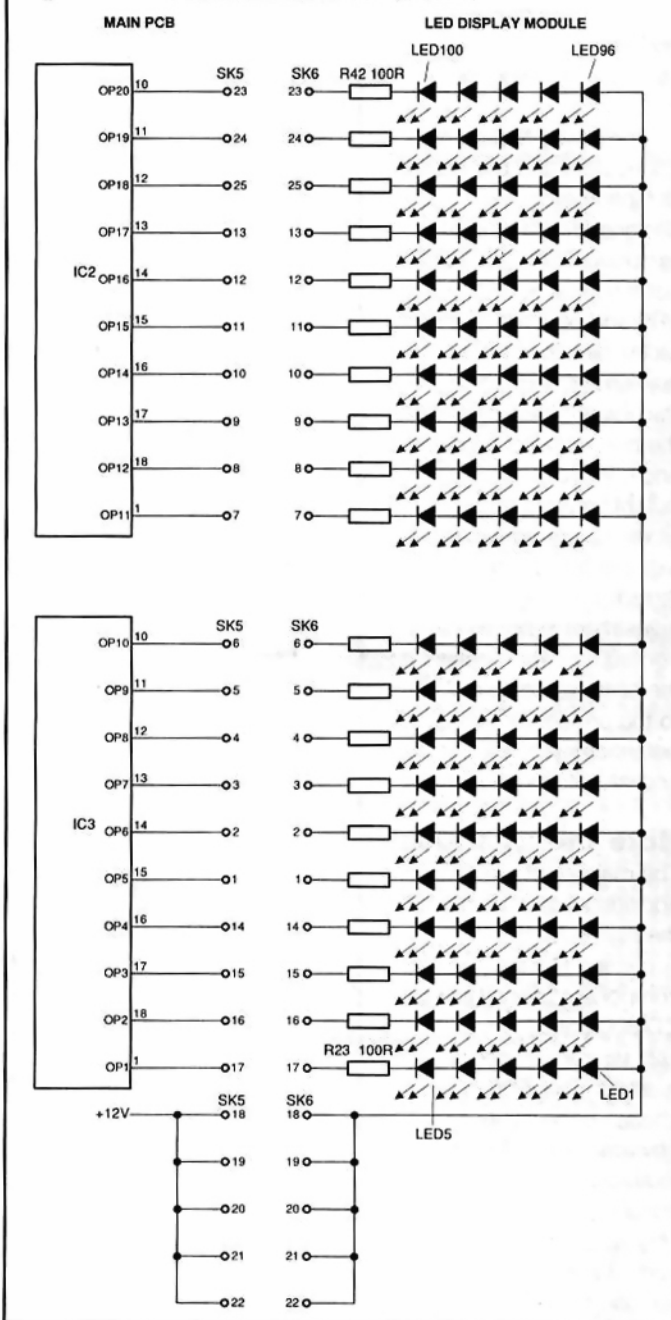 MAIN PCB LED DISPLAY MODULE
LED100 LED96
SK5 SK6 R42 100R
OP20 10 23 23
OP19 11 24 24
OP18 12 25 25
OP17 13 13 13
IC2
OP16 14 12 12
OP15 15 11 11
OP14 16 10 10
OP13 17 9 9
OP12 18 8 8
OP11 1 7 7
SK5 SK6
OP10 10 6 6
OP9 11 5 5
OP8 12 4 4
OP7 13 3 3
IC3
OP6 14 2 2
OP5 15 1 1
OP4 16 14 14
OP3 17 15 15
OP2 18 16 16
R23 100R
OP1 1 17 17
LED1
SK5 SK6
+12V 18 18
LED5
19 19
20 20
21 21
22 22